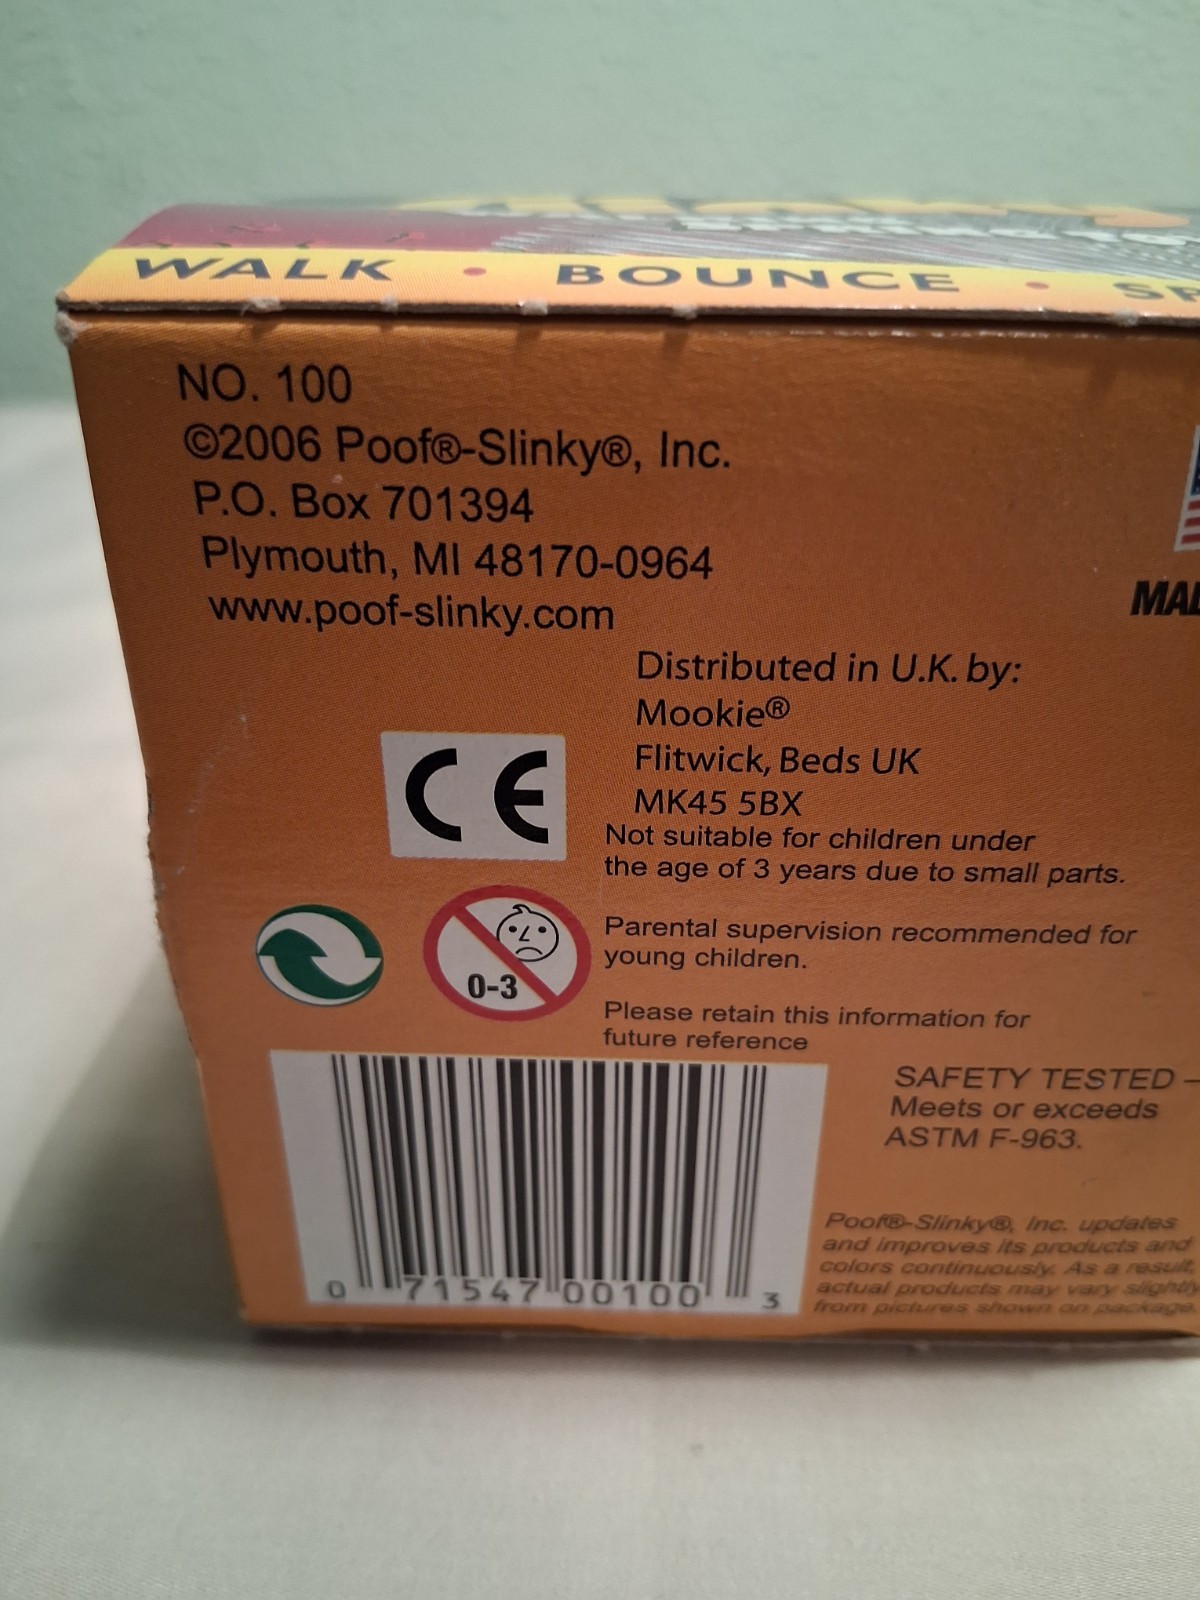 WALK • BOUNCE •
NO. 100
©2006 Poof®-Slinky®, Inc.
P.O. Box 701394
Plymouth, MI 48170-0964
www.poof-slinky.com
Distributed in U.K. by:
Mookie®
Flitwick, Beds UK
MK45 5BX
CE
Not suitable for children under
the age of 3 years due to small parts.
0-3
Parental supervision recommended for
young children.
Please retain this information for
future reference
SAFETY TESTED –
Meets or exceeds
ASTM F-963.
Poof®-Slinky®, Inc. updates
and improves its products and
colors continuously. As a result,
actual products may vary slightly
from pictures shown on package.
0 71547 00100 3